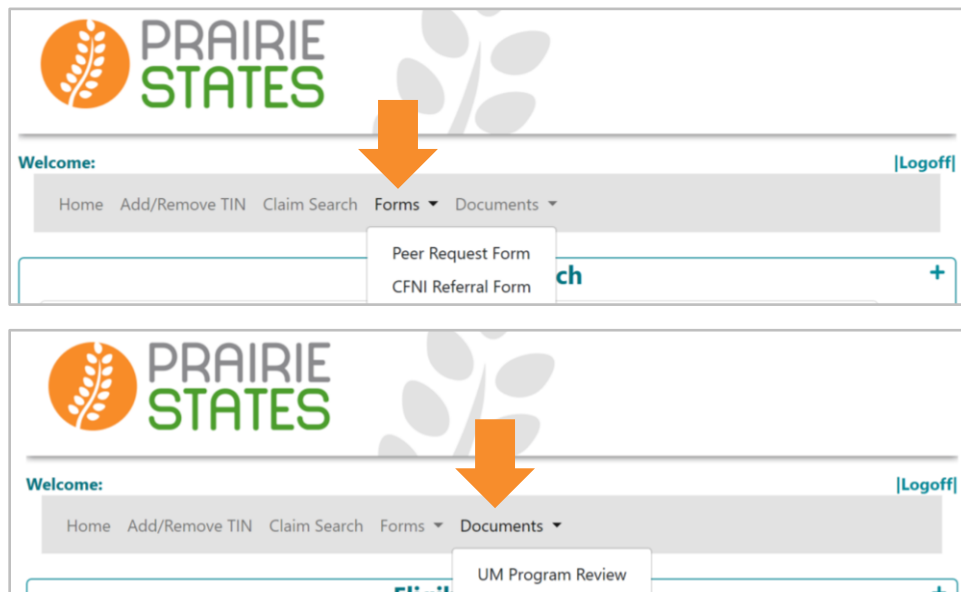 PRAIRIE
STATES
Welcome:
|Logoff|
Home Add/Remove TIN Claim Search Forms Documents
Peer Request Form
ch
+
CFNI Referral Form
PRAIRIE
STATES
Welcome:
|Logoff|
Home Add/Remove TIN Claim Search Forms Documents
UM Program Review
+